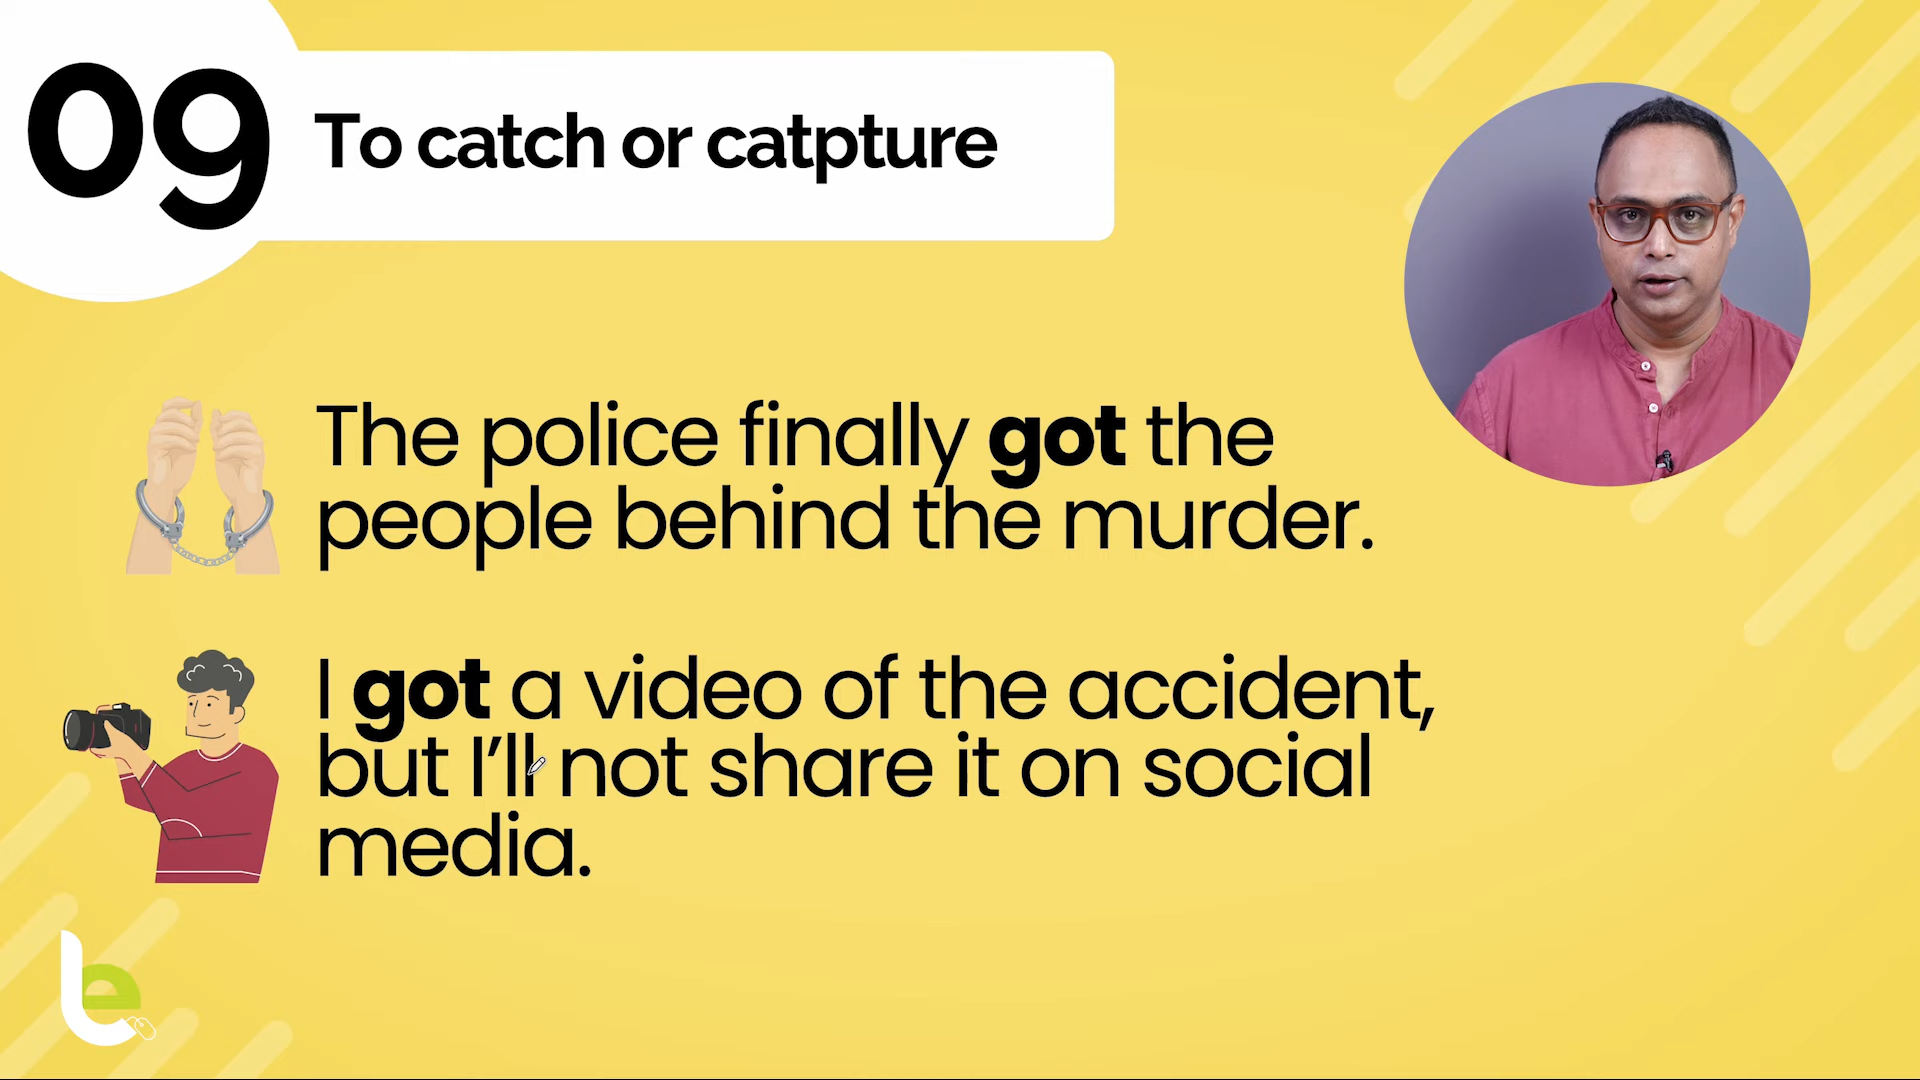 09
To catch or catpture
The police finally got the
people behind the murder.
I got a video of the accident,
but I’ll not share it on social
media.